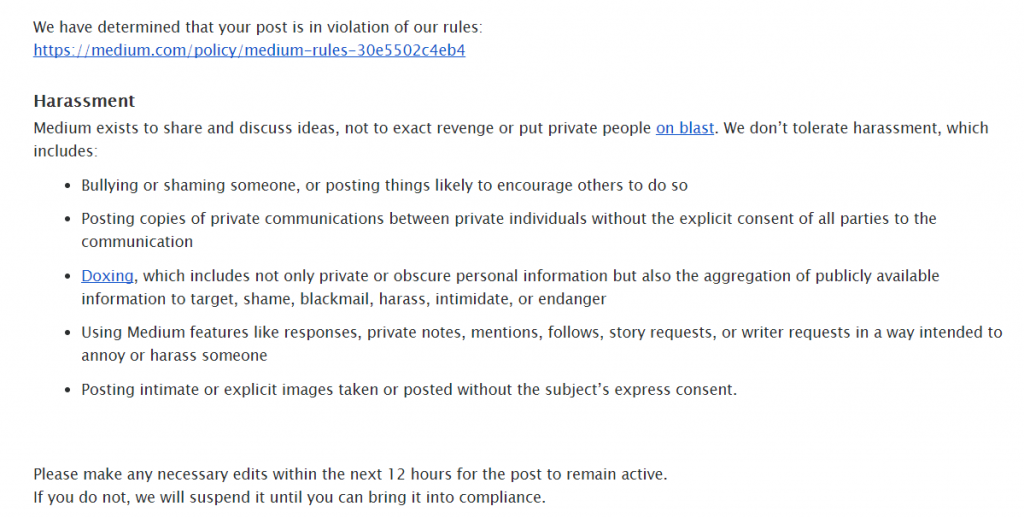 We have determined that your post is in violation of our rules:
https://medium.com/policy/medium-rules-30e5502c4eb4
Harassment
Medium exists to share and discuss ideas, not to exact revenge or put private people on blast. We don’t tolerate harassment, which
includes:
• Bullying or shaming someone, or posting things likely to encourage others to do so
• Posting copies of private communications between private individuals without the explicit consent of all parties to the
communication
• Doxing, which includes not only private or obscure personal information but also the aggregation of publicly available
information to target, shame, blackmail, harass, intimidate, or endanger
• Using Medium features like responses, private notes, mentions, follows, story requests, or writer requests in a way intended to
annoy or harass someone
• Posting intimate or explicit images taken or posted without the subject’s express consent.
Please make any necessary edits within the next 12 hours for the post to remain active.
If you do not, we will suspend it until you can bring it into compliance.